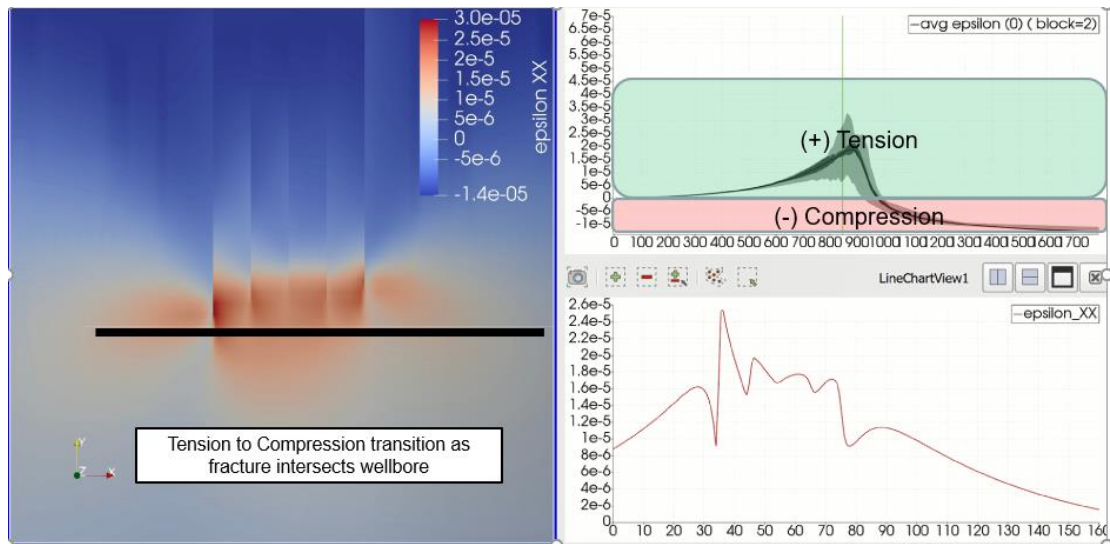 3.0e-05
2.5e-5
2e-5
1.5e-5
1e-5
5e-6
0
-5e-6
-1.4e-05
epsilon XX
Y
Z
X
Tension to Compression transition as
fracture intersects wellbore
7e-5
6.5e-5
6e-5
5.5e-5
5e-5
4.5e-5
4e-5
3.5e-5
3e-5
2.5e-5
2e-5
1.5e-5
1e-5
5e-6
0
-5e-6
-1e-5
avg epsilon (0) ( block=2)
(+) Tension
(-) Compression
0 100 200 300 400 500 600 700 800 900 1000 1100 1200 1300 1400 1500 1600 1700
LineChartView1
2.6e-5
2.4e-5
2.2e-5
2e-5
1.8e-5
1.6e-5
1.4e-5
1.2e-5
1e-5
8e-6
6e-6
4e-6
2e-6
0
epsilon_XX
0 10 20 30 40 50 60 70 80 90 100 110 120 130 140 150 160